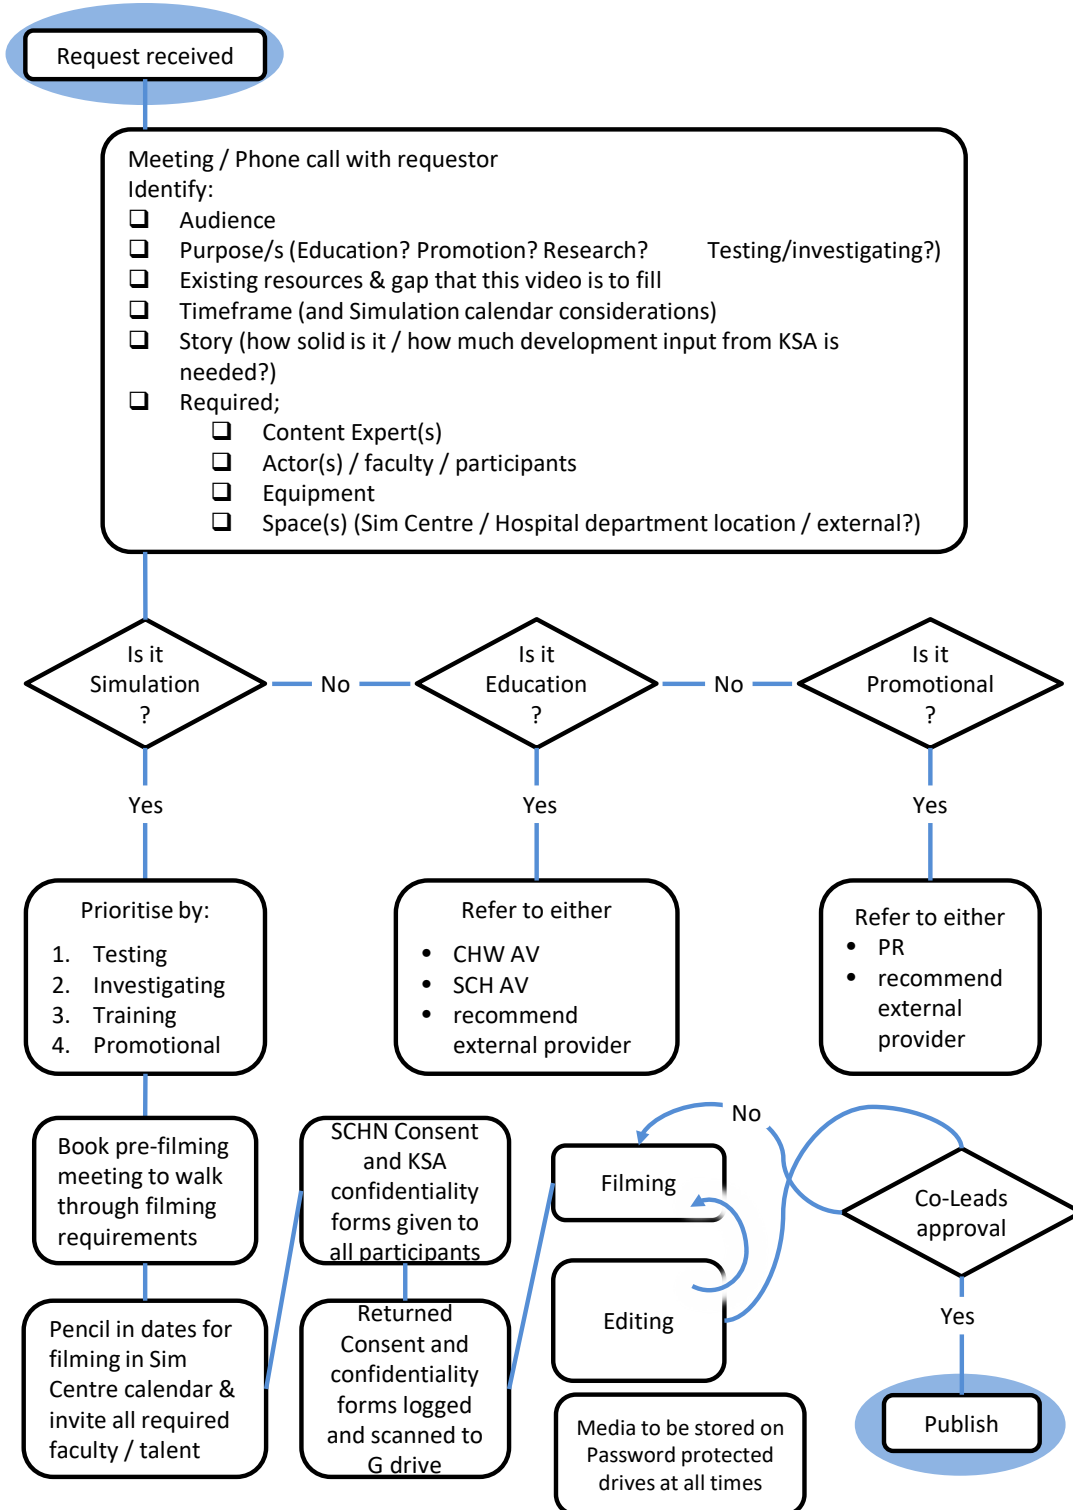 Request received
Meeting / Phone call with requestor
Identify:
❑ Audience
❑ Purpose/s (Education? Promotion? Research? Testing/investigating?)
❑ Existing resources & gap that this video is to fill
❑ Timeframe (and Simulation calendar considerations)
❑ Story (how solid is it / how much development input from KSA is
needed?)
❑ Required;
❑ Content Expert(s)
❑ Actor(s) / faculty / participants
❑ Equipment
❑ Space(s) (Sim Centre / Hospital department location / external?)
Is it
Simulation
?
No
Is it
Education
?
No
Is it
Promotional
?
Yes
Yes
Yes
Prioritise by:
1. Testing
2. Investigating
3. Training
4. Promotional
Refer to either
• CHW AV
• SCH AV
• recommend
external provider
Refer to either
• PR
• recommend
external
provider
Book pre-filming
meeting to walk
through filming
requirements
Pencil in dates for
filming in Sim
Centre calendar &
invite all required
faculty / talent
SCHN Consent
and KSA
confidentiality
forms given to
all participants
Returned
Consent and
confidentiality
forms logged
and scanned to
G drive
Filming
Editing
Media to be stored on
Password protected
drives at all times
No
Co-Leads
approval
Yes
Publish